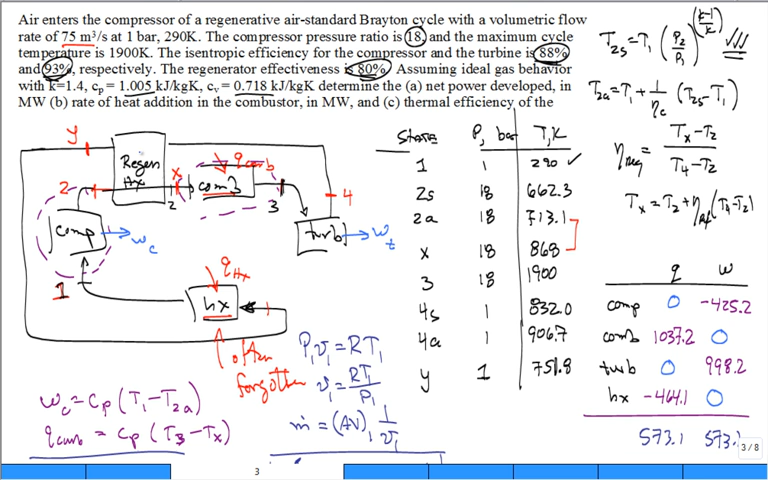 Air enters the compressor of a regenerative air-standard Brayton cycle with a volumetric flow
rate of 75 m³/s at 1 bar, 290K. The compressor pressure ratio is 18, and the maximum cycle
temperature is 1900K. The isentropic efficiency for the compressor and the turbine is 88%
and 93%, respectively. The regenerator effectiveness is 80%. Assuming ideal gas behavior
with k=1.4, cp = 1.005 kJ/kgK, cv = 0.718 kJ/kgK determine the (a) net power developed, in
MW (b) rate of heat addition in the combustor, in MW, and (c) thermal efficiency of the
T2s = T1 (P2/P1)^(k-1/k)
T2a = T1 + 1/ηc (T2s - T1)
ηreg = Tx - T2 / T4 - T2
Tx = T2 + ηref (T4 - T2)
y
Regen
Hx
2
x
2
qcomb
comb
3
4
comp
wc
turb
wt
1
qHx
hx
often
forgotten
STATE P, bar T, K
1 1 290 ✓
2s 18 662.3
2a 18 713.1
x 18 868
3 18 1900
4s 1 832.0
4a 1 906.7
y 1 751.8
q w
comp 0 -425.2
comb 1037.2 0
turb 0 998.2
hx -464.1 0
573.1 573.1
P1 v1 = RT1
v1 = RT1/P1
ṁ = (AV)1 1/v1
wc = cp (T1 - T2a)
qcomb = cp (T3 - Tx)
3
3 / 8